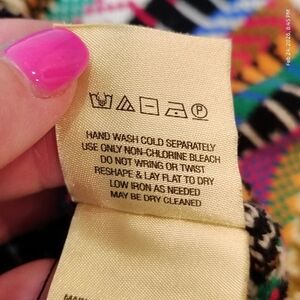 HAND WASH COLD SEPARATELY
USE ONLY NON-CHLORINE BLEACH
DO NOT WRING OR TWIST
RESHAPE & LAY FLAT TO DRY
LOW IRON AS NEEDED
MAY BE DRY CLEANED